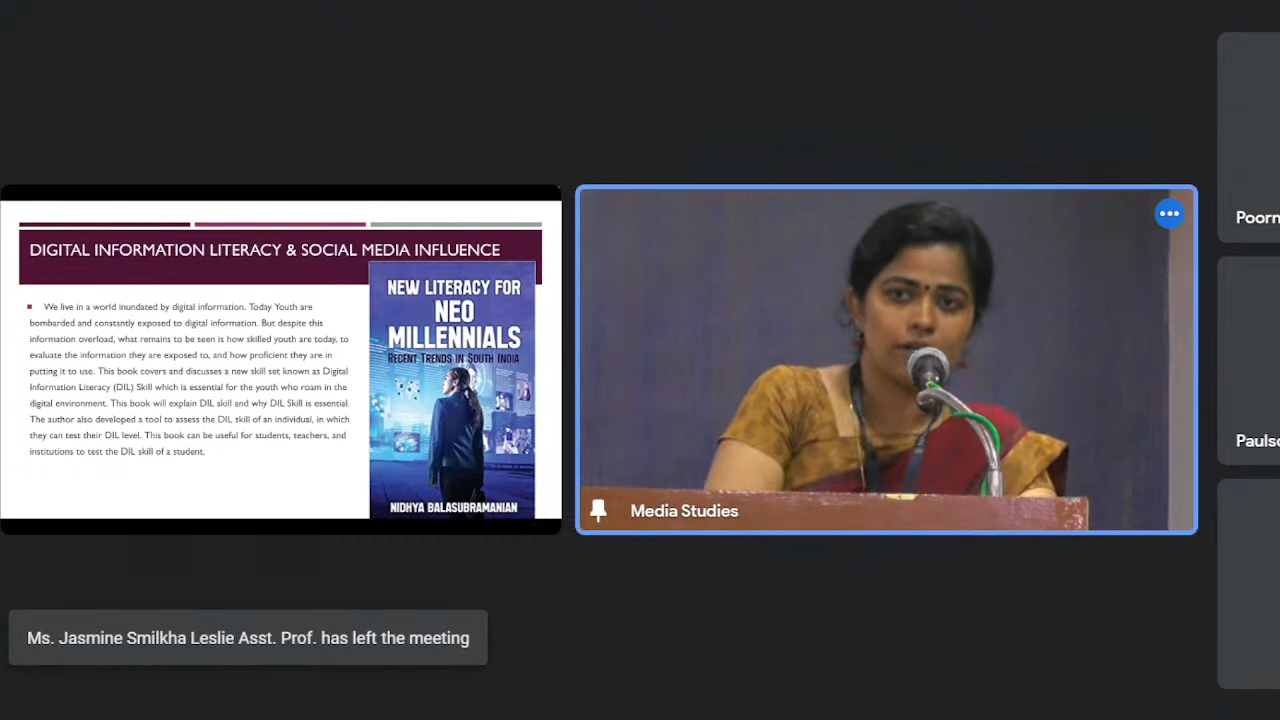 DIGITAL INFORMATION LITERACY & SOCIAL MEDIA INFLUENCE
We live in a world inundated by digital information. Today Youth are
bombarded and constantly exposed to digital information. But despite this
information overload, what remains to be seen is how skilled youth are today, to
evaluate the information they are exposed to, and how proficient they are in
putting it to use. This book covers and discusses a new skill set known as Digital
Information Literacy (DIL) Skill which is essential for the youth who roam in the
digital environment. This book will explain DIL skill and why DIL Skill is essential.
The author also developed a tool to assess the DIL skill of an individual, in which
they can test their DIL level. This book can be useful for students, teachers, and
institutions to test the DIL skill of a student.
NEW LITERACY FOR
NEO
MILLENNIALS
RECENT TRENDS IN SOUTH INDIA
NIDHYA BALASUBRAMANIAN
Media Studies
Poorn
Paulso
Ms. Jasmine Smilkha Leslie Asst. Prof. has left the meeting